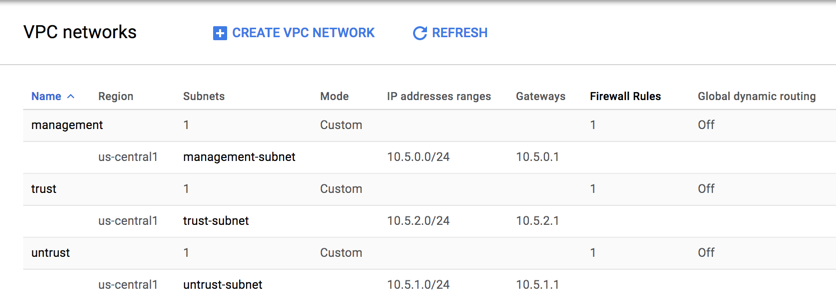 VPC networks CREATE VPC NETWORK REFRESH
Name Region Subnets Mode IP addresses ranges Gateways Firewall Rules Global dynamic routing
management 1 Custom 1 Off
us-central1 management-subnet 10.5.0.0/24 10.5.0.1
trust 1 Custom 1 Off
us-central1 trust-subnet 10.5.2.0/24 10.5.2.1
untrust 1 Custom 1 Off
us-central1 untrust-subnet 10.5.1.0/24 10.5.1.1